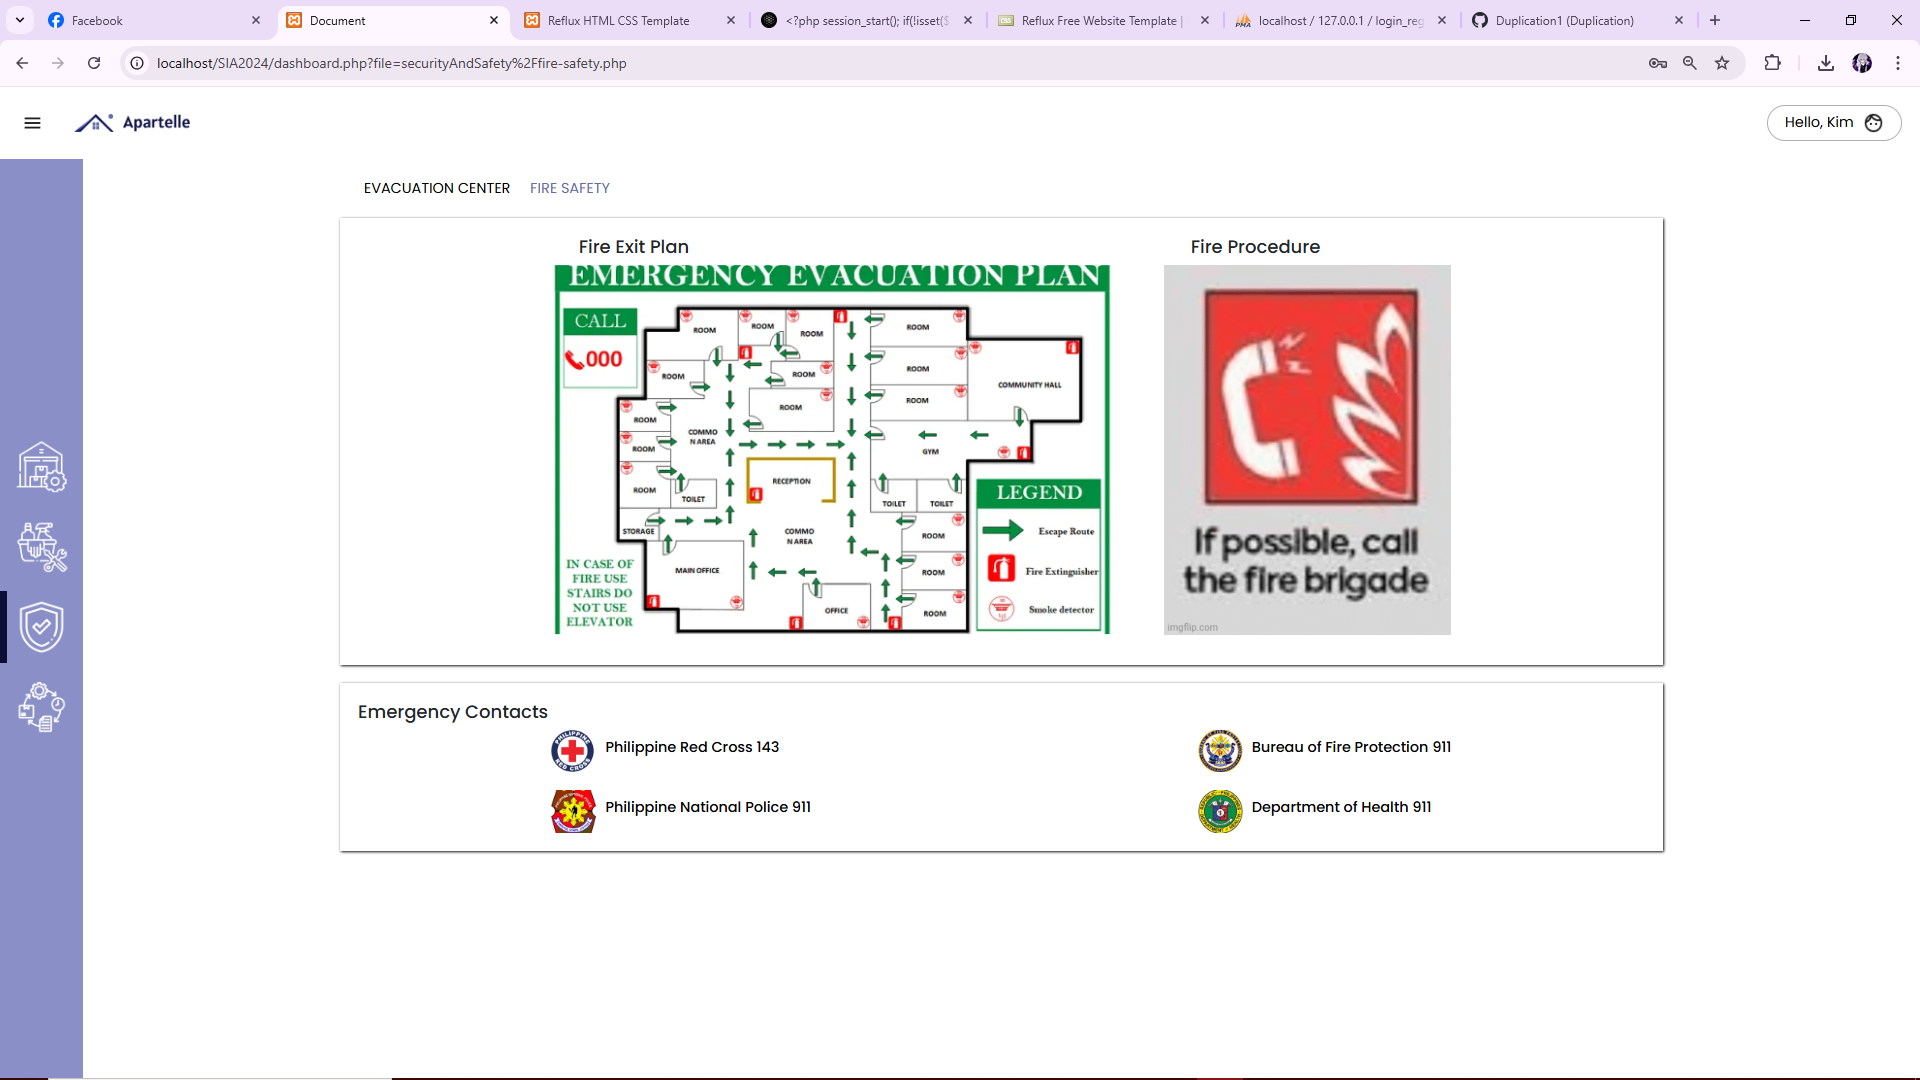 Facebook
Document
Reflux HTML CSS Template
<?php session_start(); if(!isset($
Reflux Free Website Template |
localhost / 127.0.0.1 / login_reg
Duplication1 (Duplication)
localhost/SIA2024/dashboard.php?file=securityAndSafety%2Ffire-safety.php
Apartelle
Hello, Kim
EVACUATION CENTER FIRE SAFETY
Fire Exit Plan
Fire Procedure
EMERGENCY EVACUATION PLAN
CALL
000
ROOM
ROOM
ROOM
ROOM
ROOM
ROOM
ROOM
ROOM
COMMUNITY HALL
ROOM
ROOM
ROOM
COMMO
N AREA
ROOM
GYM
RECEPTION
ROOM
TOILET
TOILET
TOILET
STORAGE
COMMO
N AREA
ROOM
MAIN OFFICE
ROOM
OFFICE
ROOM
IN CASE OF
FIRE USE
STAIRS DO
NOT USE
ELEVATOR
LEGEND
Escape Route
Fire Extinguisher
Smoke detector
If possible, call
the fire brigade
imgflip.com
Emergency Contacts
Philippine Red Cross 143
Bureau of Fire Protection 911
Philippine National Police 911
Department of Health 911